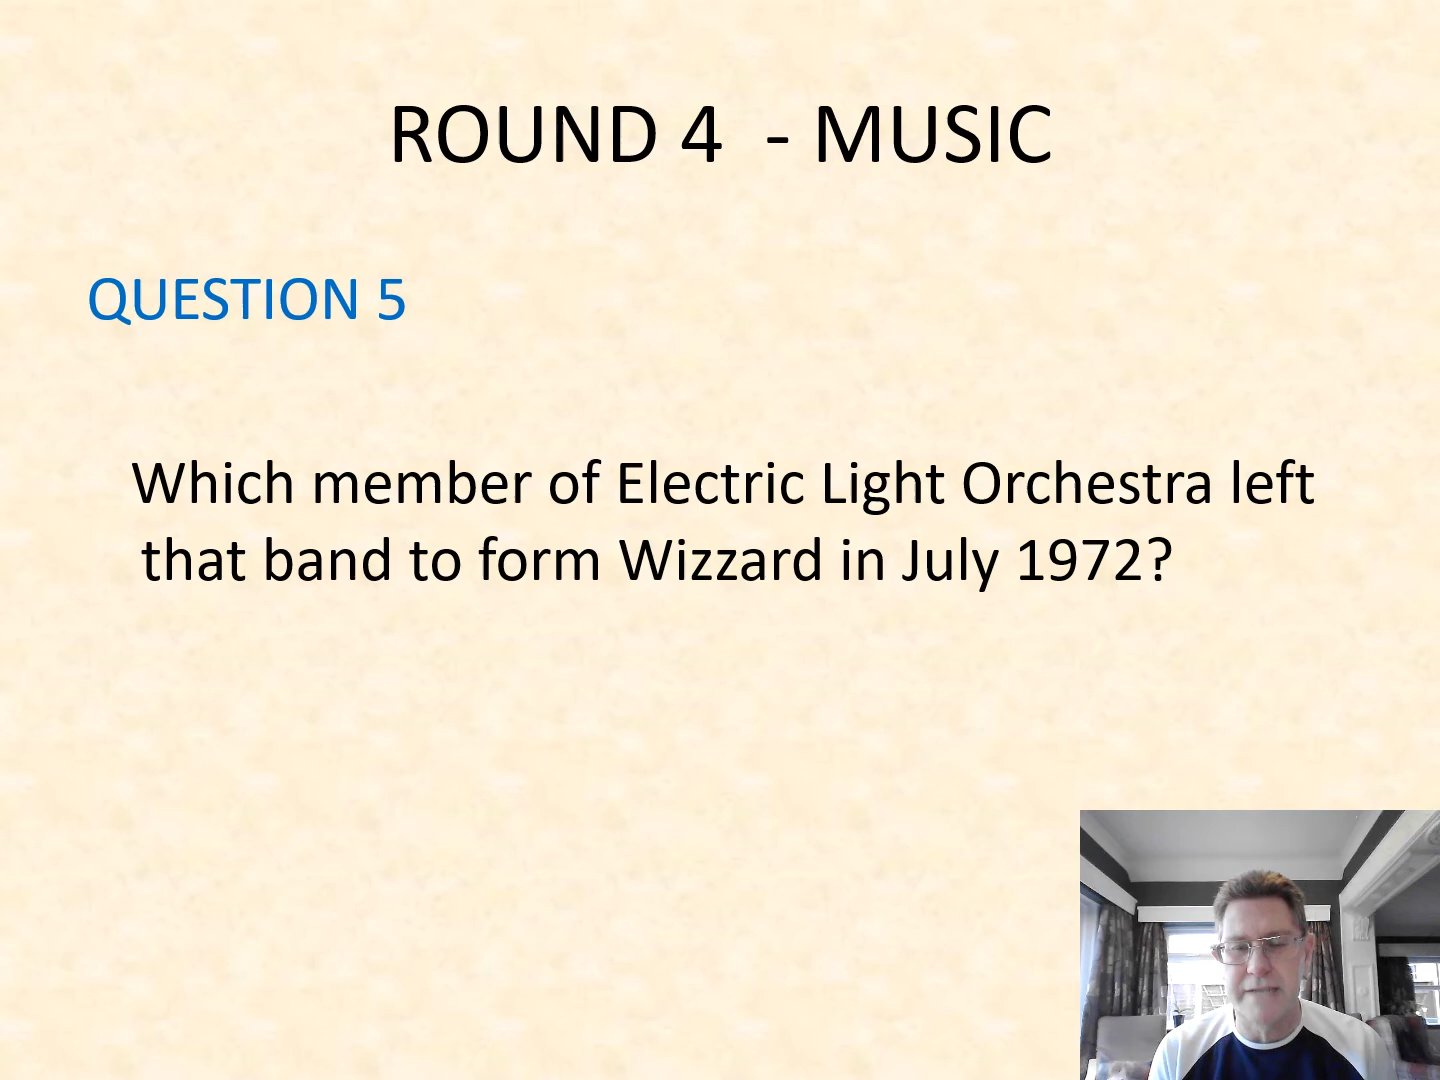 ROUND 4  - MUSIC
QUESTION 5
Which member of Electric Light Orchestra left
that band to form Wizzard in July 1972?